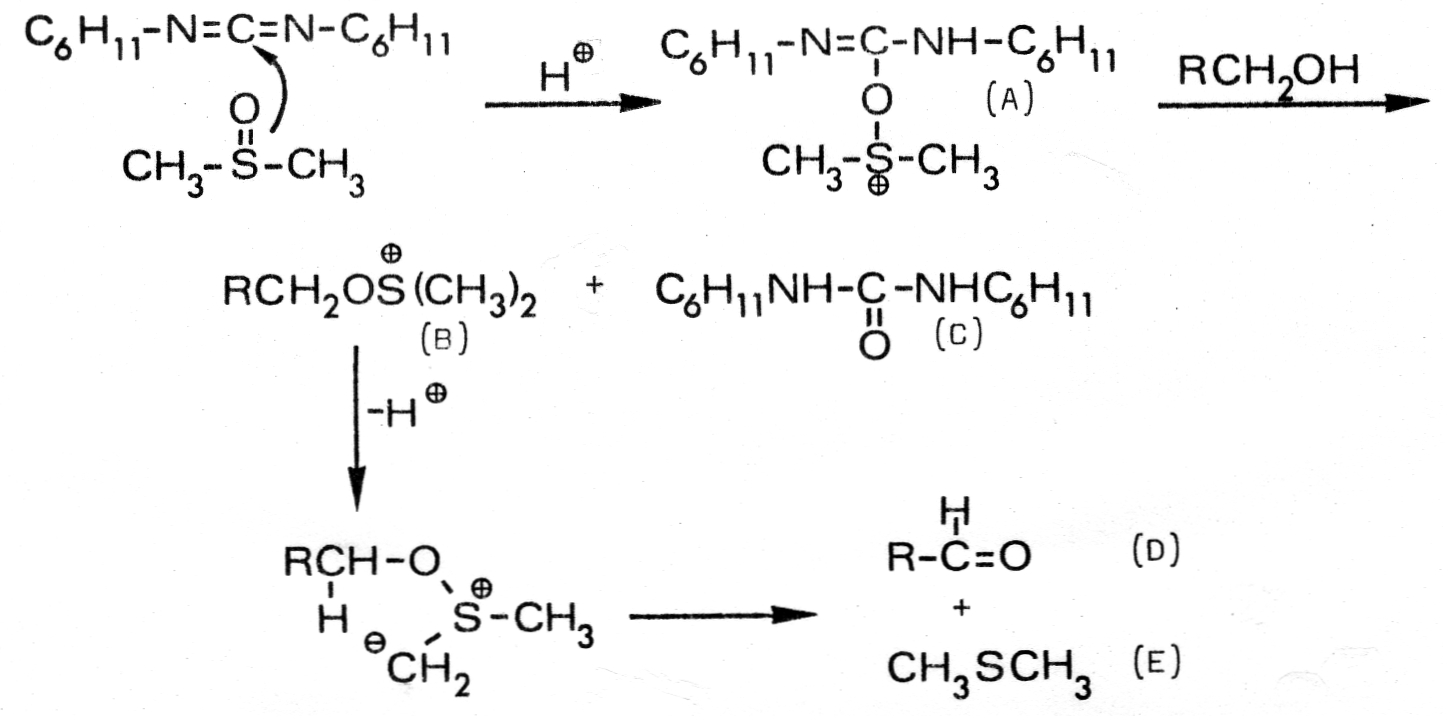 C₆H₁₁-N=C=N-C₆H₁₁
O
CH₃-S-CH₃
H⊕
C₆H₁₁-N=C-NH-C₆H₁₁
O
(A)
CH₃-S-CH₃
⊕
RCH₂OH
⊕
RCH₂OS(CH₃)₂ + C₆H₁₁NH-C-NHC₆H₁₁
(B)
O
(C)
-H⊕
RCH-O
H
⊕
S-CH₃
⊖
CH₂
H
R-C=O (D)
+
CH₃SCH₃ (E)